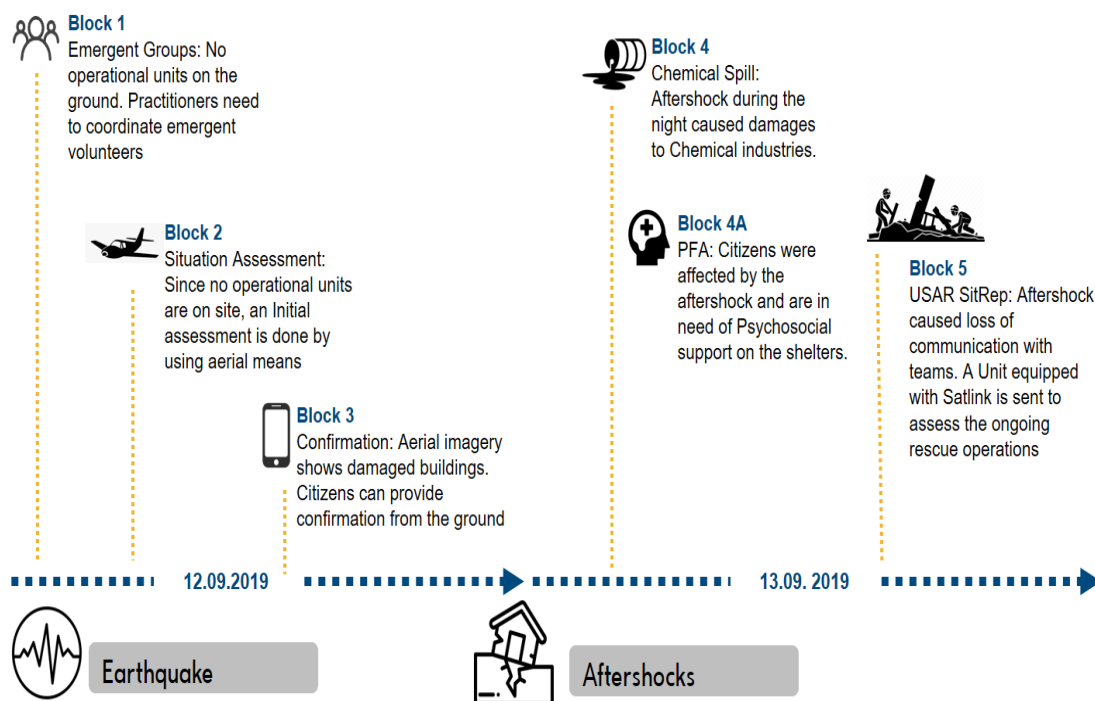 Block 1
Emergent Groups: No
operational units on the
ground. Practitioners need
to coordinate emergent
volunteers
Block 2
Situation Assessment:
Since no operational units
are on site, an Initial
assessment is done by
using aerial means
Block 3
Confirmation: Aerial imagery
shows damaged buildings.
Citizens can provide
confirmation from the ground
Block 4
Chemical Spill:
Aftershock during the
night caused damages
to Chemical industries.
Block 4A
PFA: Citizens were
affected by the
aftershock and are in
need of Psychosocial
support on the shelters.
Block 5
USAR SitRep: Aftershock
caused loss of
communication with
teams. A Unit equipped
with Satlink is sent to
assess the ongoing
rescue operations
12.09.2019
13.09. 2019
Earthquake
Aftershocks